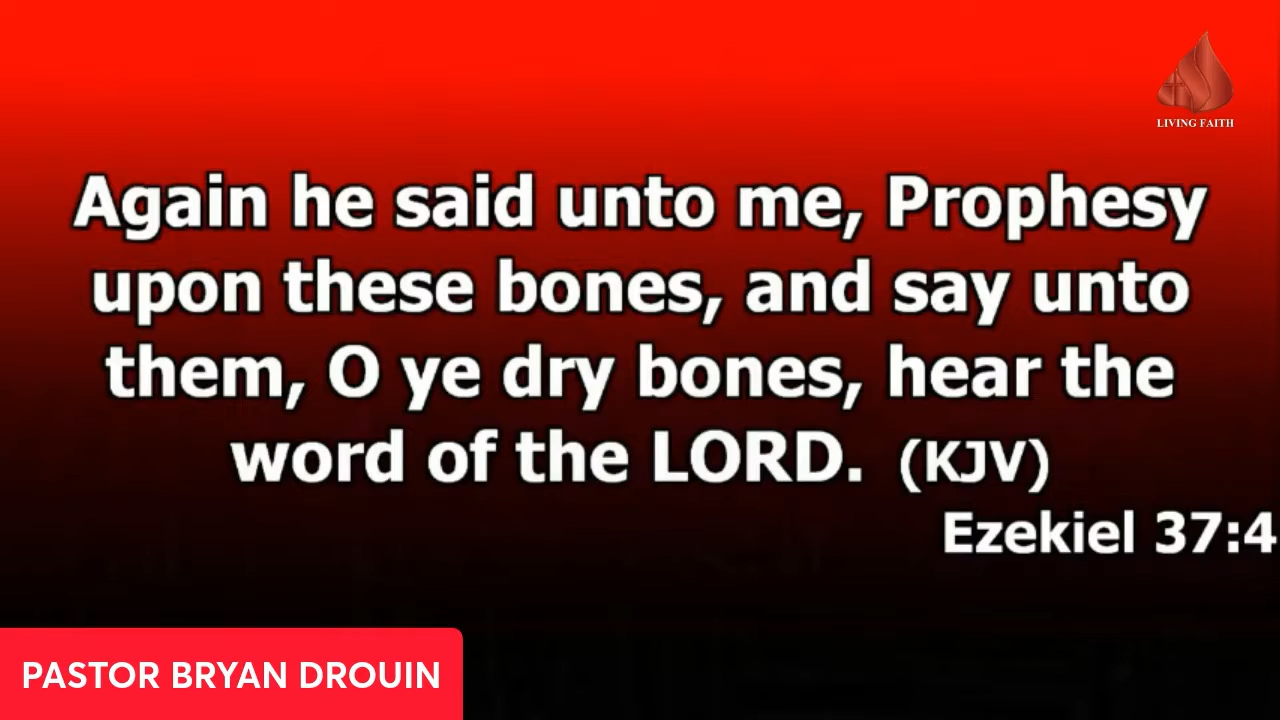 LIVING FAITH
Again he said unto me, Prophesy
upon these bones, and say unto
them, O ye dry bones, hear the
word of the LORD. (KJV)
Ezekiel 37:4
PASTOR BRYAN DROUIN